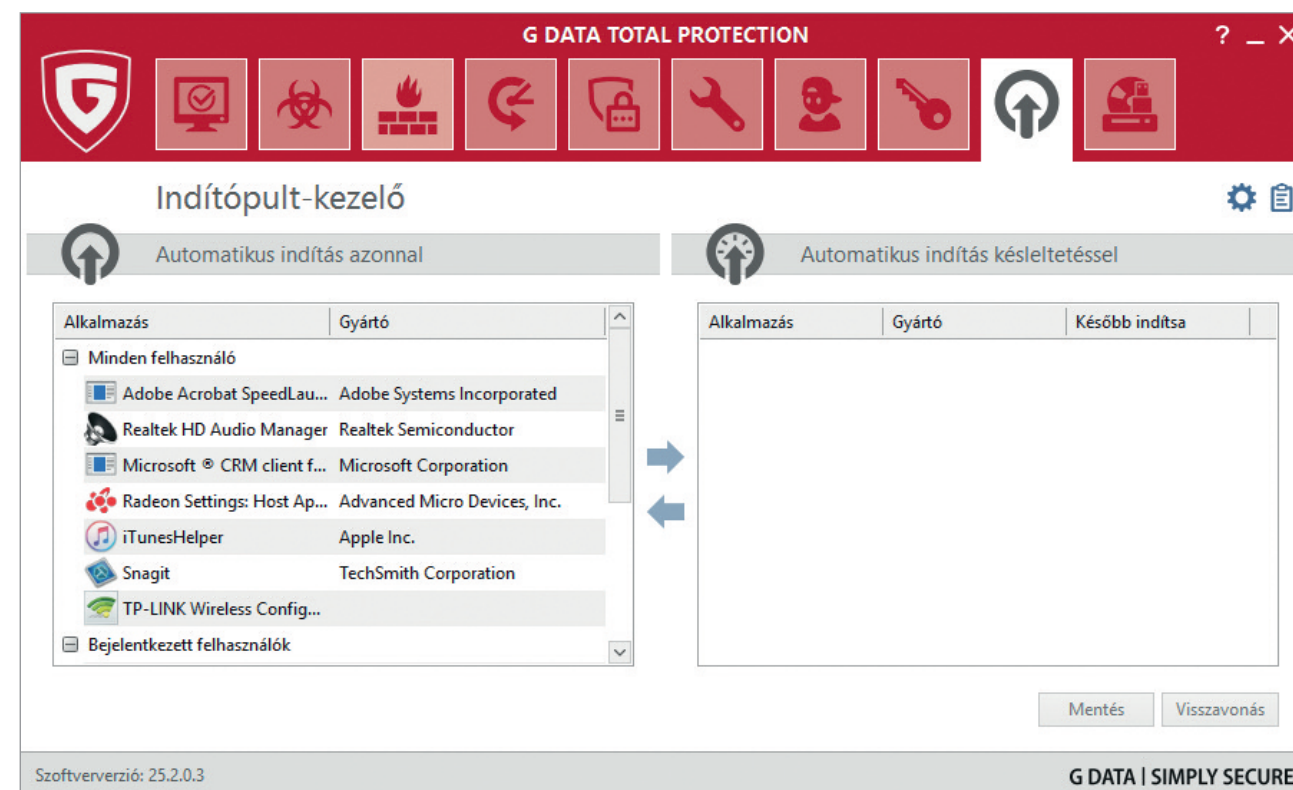 G DATA TOTAL PROTECTION
Indítópult-kezelő
Automatikus indítás azonnal
Automatikus indítás késleltetéssel
Alkalmazás Gyártó
Minden felhasználó
Adobe Acrobat SpeedLau... Adobe Systems Incorporated
Realtek HD Audio Manager Realtek Semiconductor
Microsoft ® CRM client f... Microsoft Corporation
Radeon Settings: Host Ap... Advanced Micro Devices, Inc.
iTunesHelper Apple Inc.
Snagit TechSmith Corporation
TP-LINK Wireless Config...
Bejelentkezett felhasználók
Alkalmazás Gyártó Később indítsa
Mentés Visszavonás
Szoftververzió: 25.2.0.3
G DATA | SIMPLY SECURE